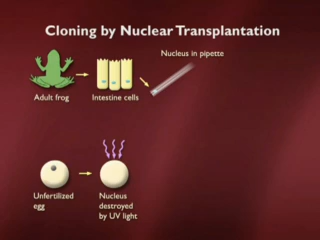 Cloning by Nuclear Transplantation
Nucleus in pipette
Adult frog
Intestine cells
Unfertilized
egg
Nucleus
destroyed
by UV light